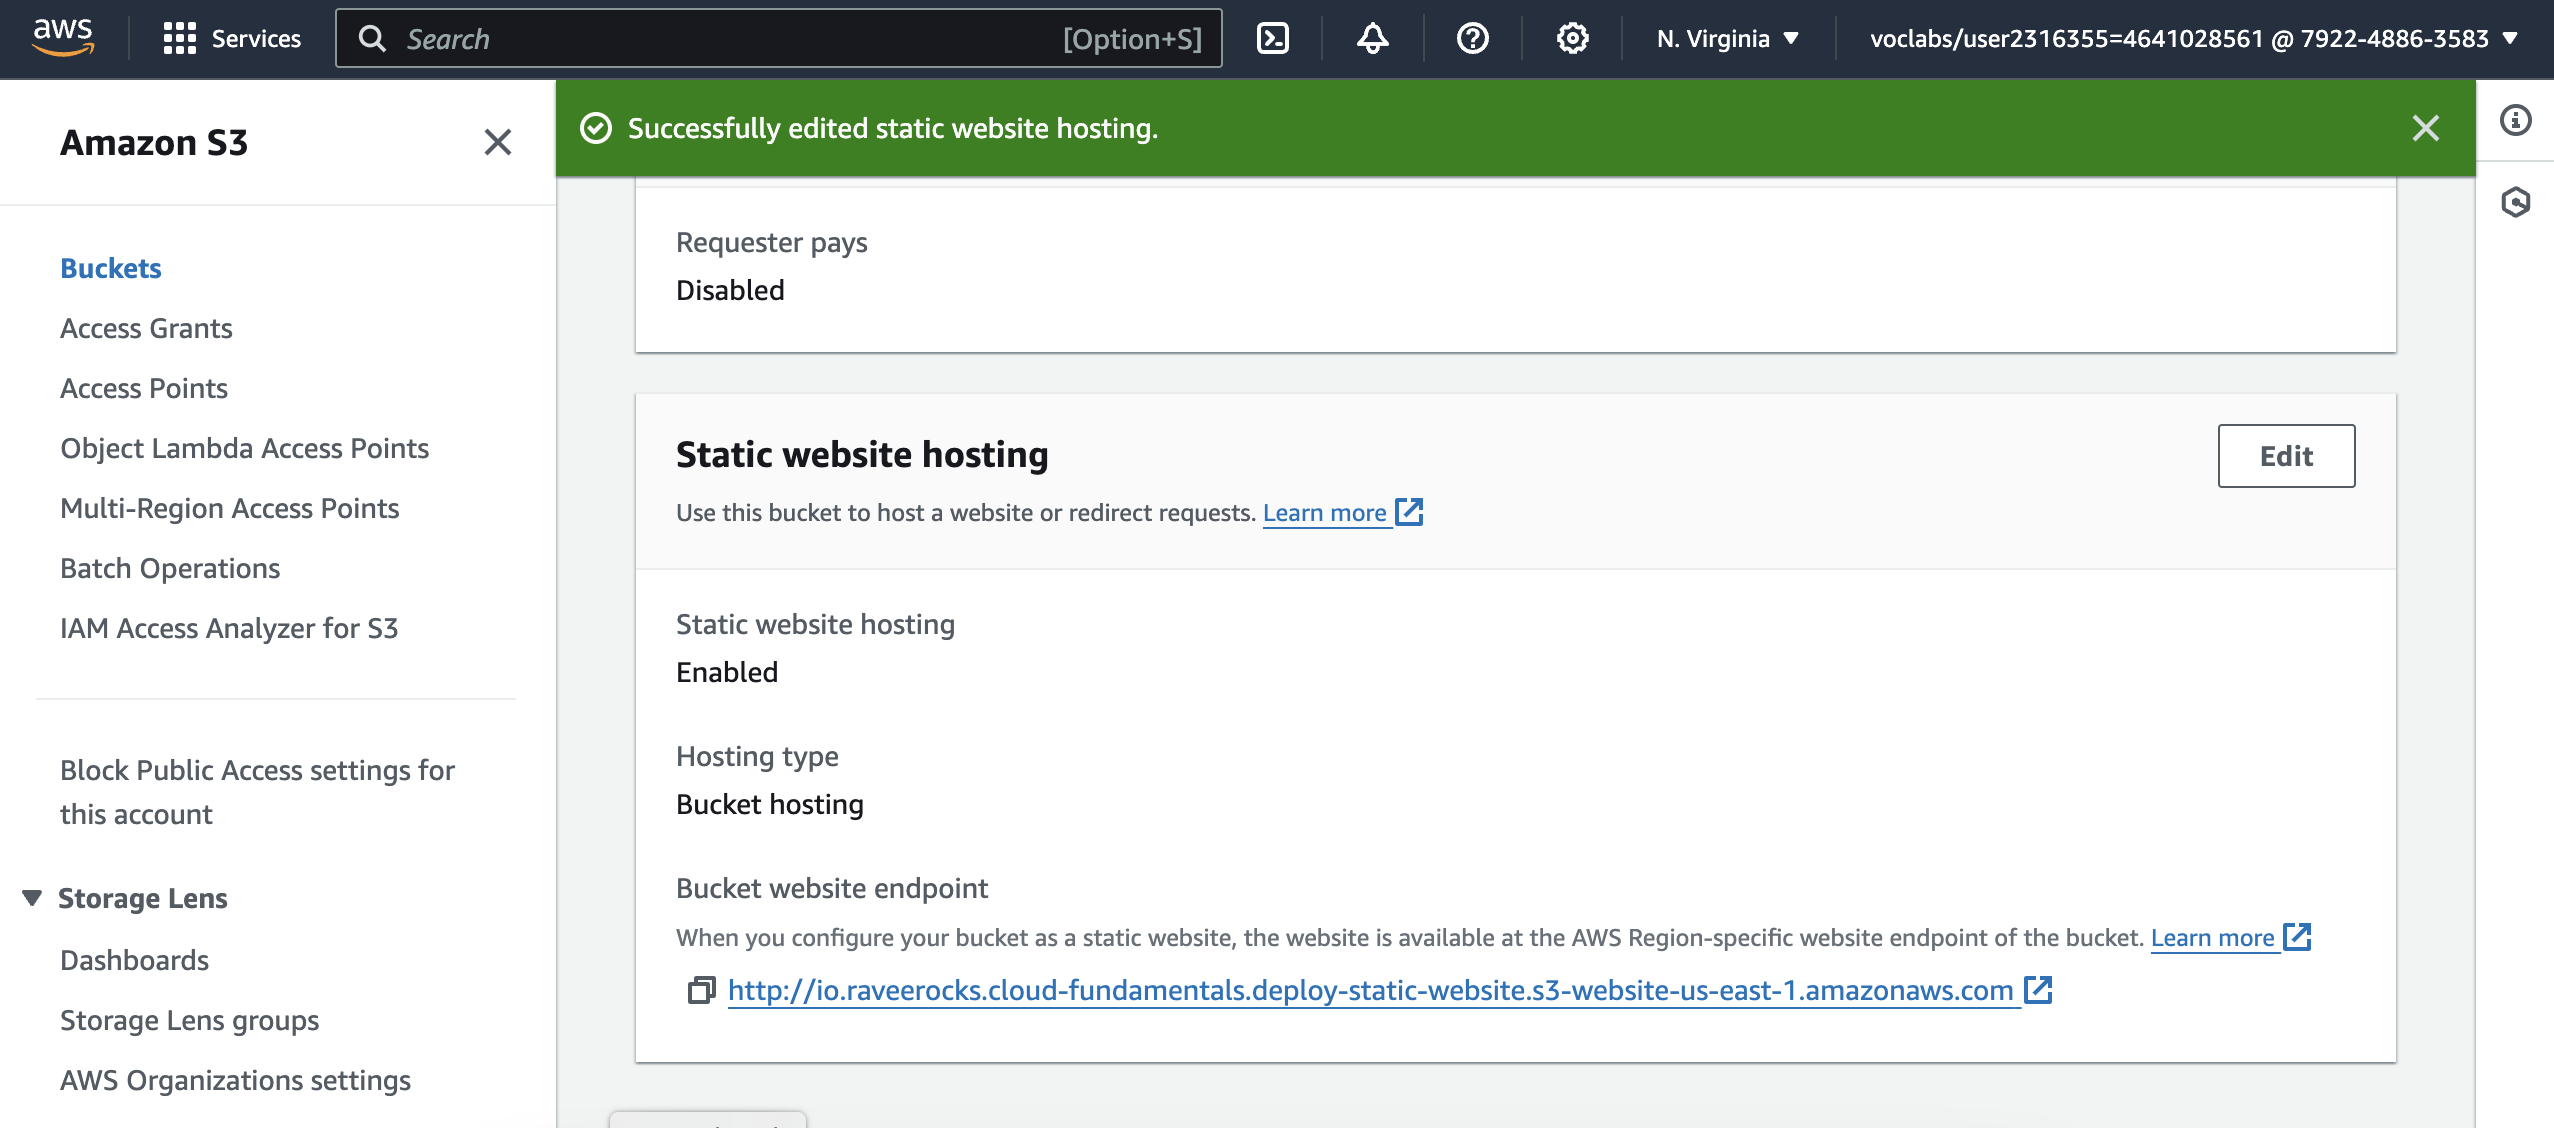 aws
Services
Search
[Option+S]
N. Virginia
voclabs/user2316355=4641028561 @ 7922-4886-3583
Amazon S3
Buckets
Access Grants
Access Points
Object Lambda Access Points
Multi-Region Access Points
Batch Operations
IAM Access Analyzer for S3
Block Public Access settings for
this account
Storage Lens
Dashboards
Storage Lens groups
AWS Organizations settings
Successfully edited static website hosting.
Requester pays
Disabled
Static website hosting
Edit
Use this bucket to host a website or redirect requests. Learn more
Static website hosting
Enabled
Hosting type
Bucket hosting
Bucket website endpoint
When you configure your bucket as a static website, the website is available at the AWS Region-specific website endpoint of the bucket. Learn more
http://io.raveerocks.cloud-fundamentals.deploy-static-website.s3-website-us-east-1.amazonaws.com